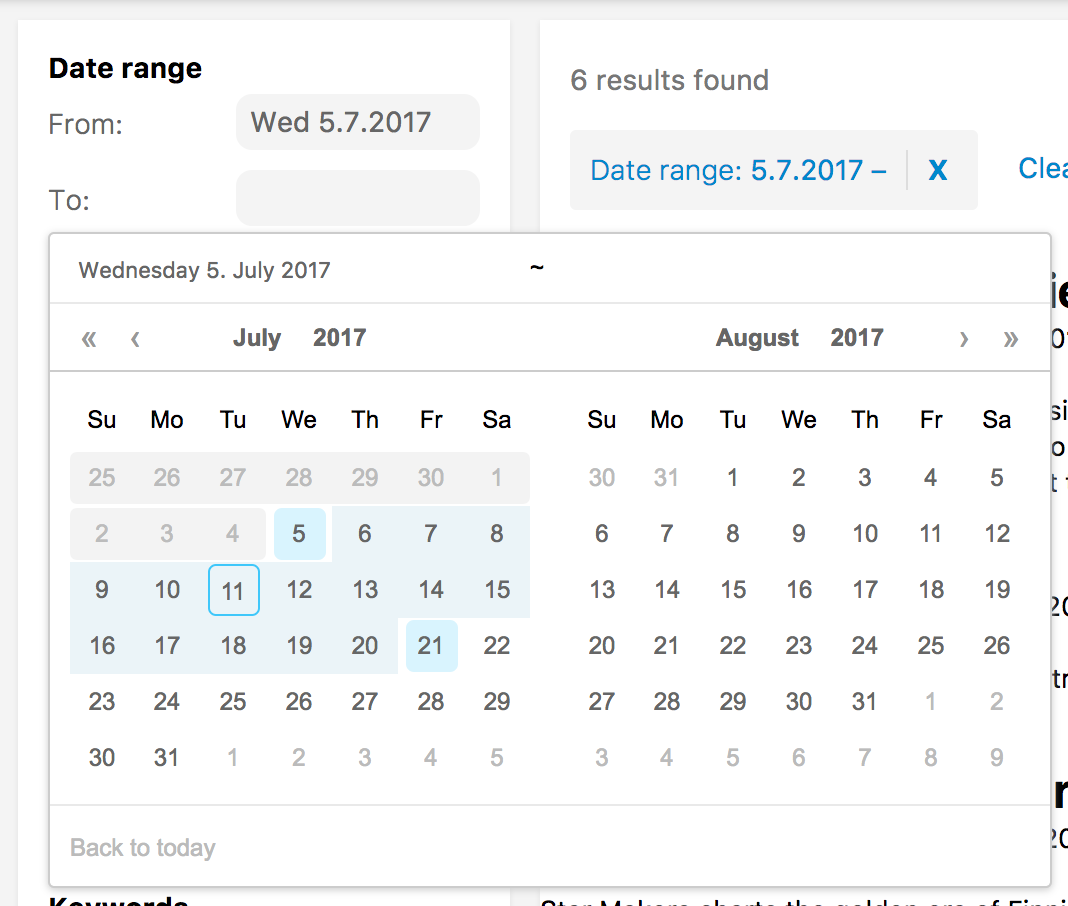 Date range
From: Wed 5.7.2017
To:
6 results found
Date range: 5.7.2017 – X
Wednesday 5. July 2017 ~
« ‹ July 2017 August 2017 › »
Su Mo Tu We Th Fr Sa Su Mo Tu We Th Fr Sa
25 26 27 28 29 30 1 30 31 1 2 3 4 5
2 3 4 5 6 7 8 6 7 8 9 10 11 12
9 10 11 12 13 14 15 13 14 15 16 17 18 19
16 17 18 19 20 21 22 20 21 22 23 24 25 26
23 24 25 26 27 28 29 27 28 29 30 31 1 2
30 31 1 2 3 4 5 3 4 5 6 7 8 9
Back to today
Keywords